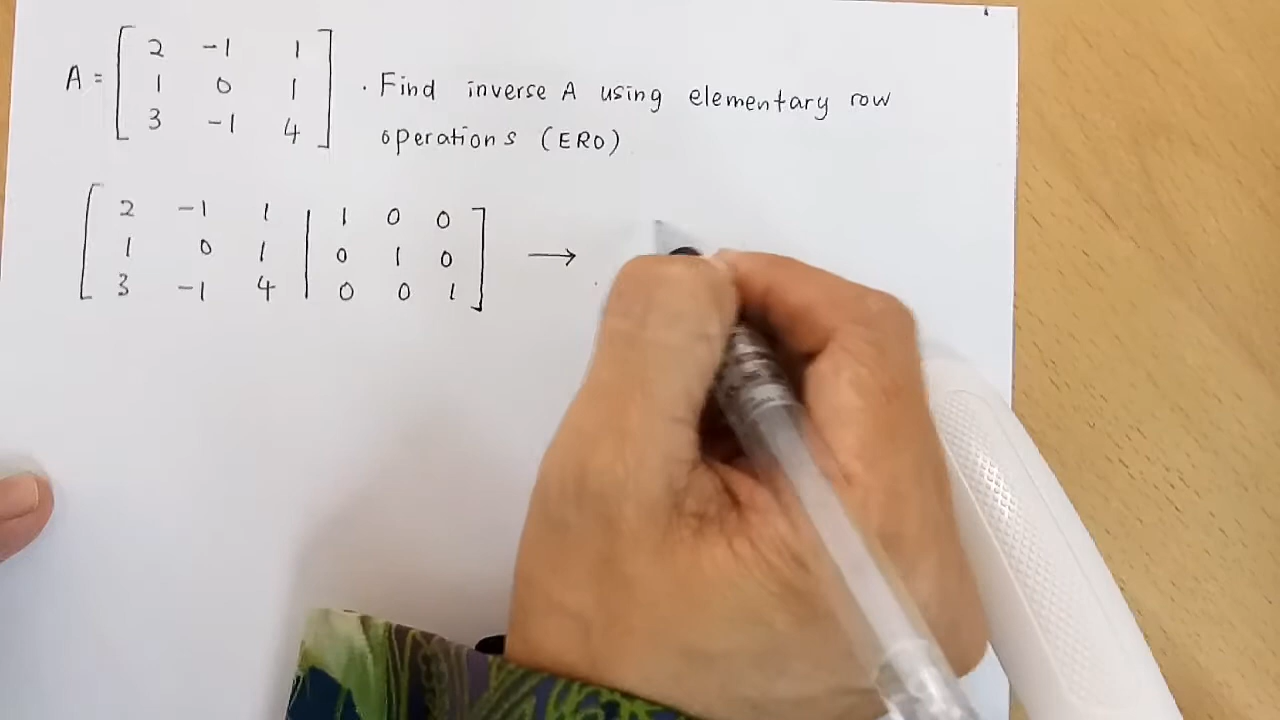 A = [ 2 -1 1
1 0 1
3 -1 4 ] . Find inverse A using elementary row
operations (ERO)
[ 2 -1 1 | 1 0 0
1 0 1 | 0 1 0 →
3 -1 4 | 0 0 1 ]